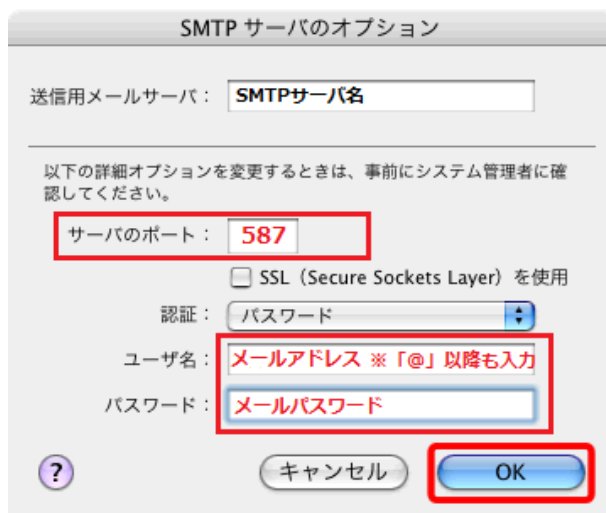 SMTP サーバのオプション
送信用メールサーバ： SMTPサーバ名
以下の詳細オプションを変更するときは、事前にシステム管理者に確
認してください。
サーバのポート： 587
SSL（Secure Sockets Layer）を使用
認証： パスワード
ユーザ名： メールアドレス ※「@」以降も入力
パスワード： メールパスワード
? キャンセル OK